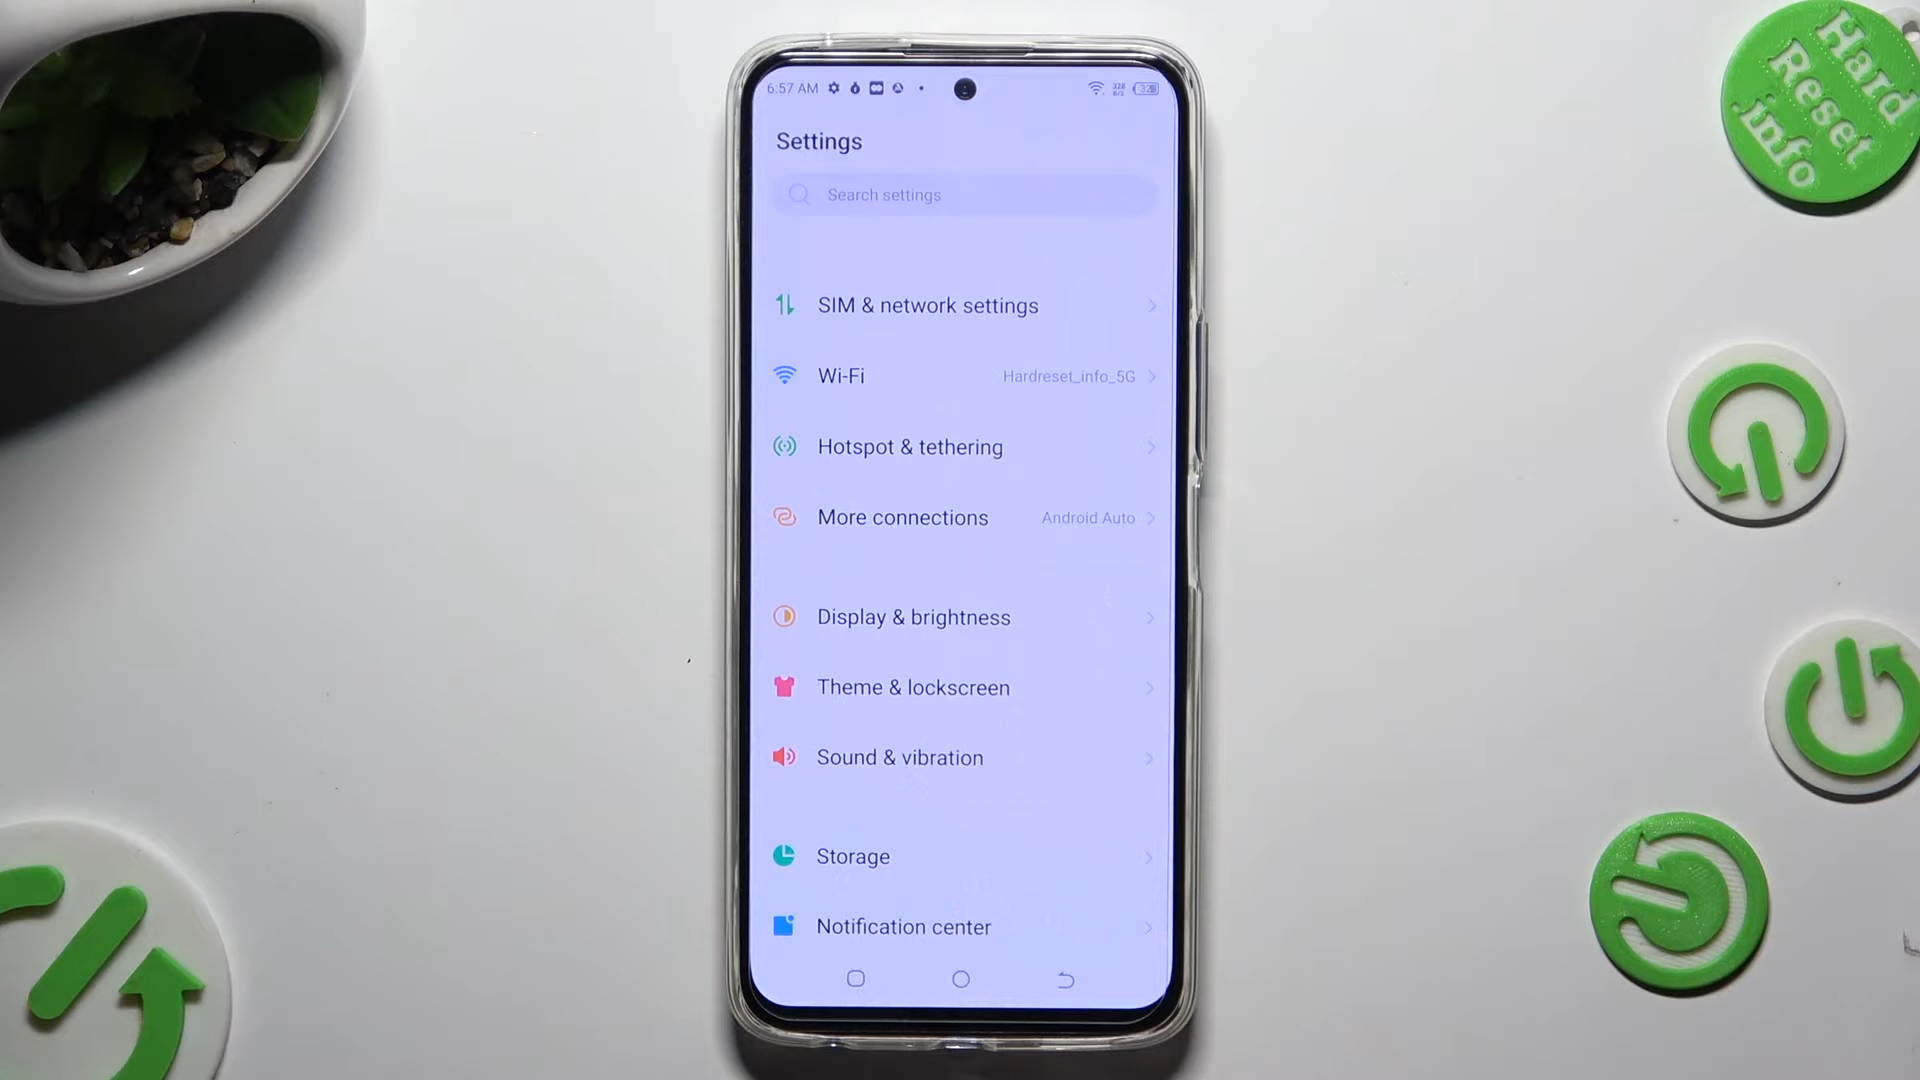 6:57 AM
Settings
Search settings
SIM & network settings
Wi-Fi Hardreset_info_5G
Hotspot & tethering
More connections Android Auto
Display & brightness
Theme & lockscreen
Sound & vibration
Storage
Notification center
Hard
Reset
.info